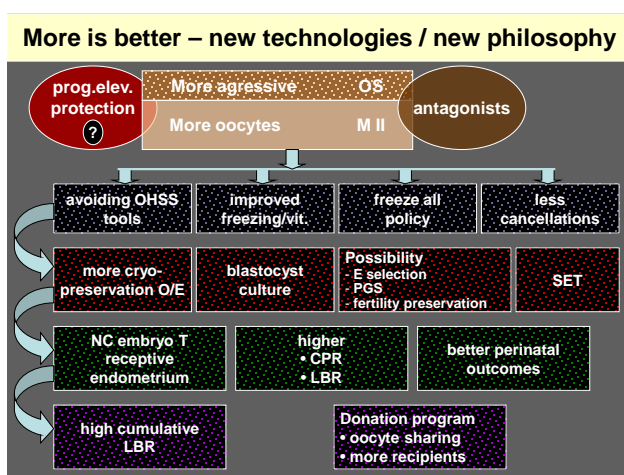 More is better – new technologies / new philosophy
prog.elev.
protection
?
More agressive OS
More oocytes M II
antagonists
avoiding OHSS
tools
improved
freezing/vit.
freeze all
policy
less
cancellations
more cryo-
preservation O/E
blastocyst
culture
Possibility
- E selection
- PGS
- fertility preservation
SET
NC embryo T
receptive
endometrium
higher
• CPR
• LBR
better perinatal
outcomes
high cumulative
LBR
Donation program
• oocyte sharing
• more recipients